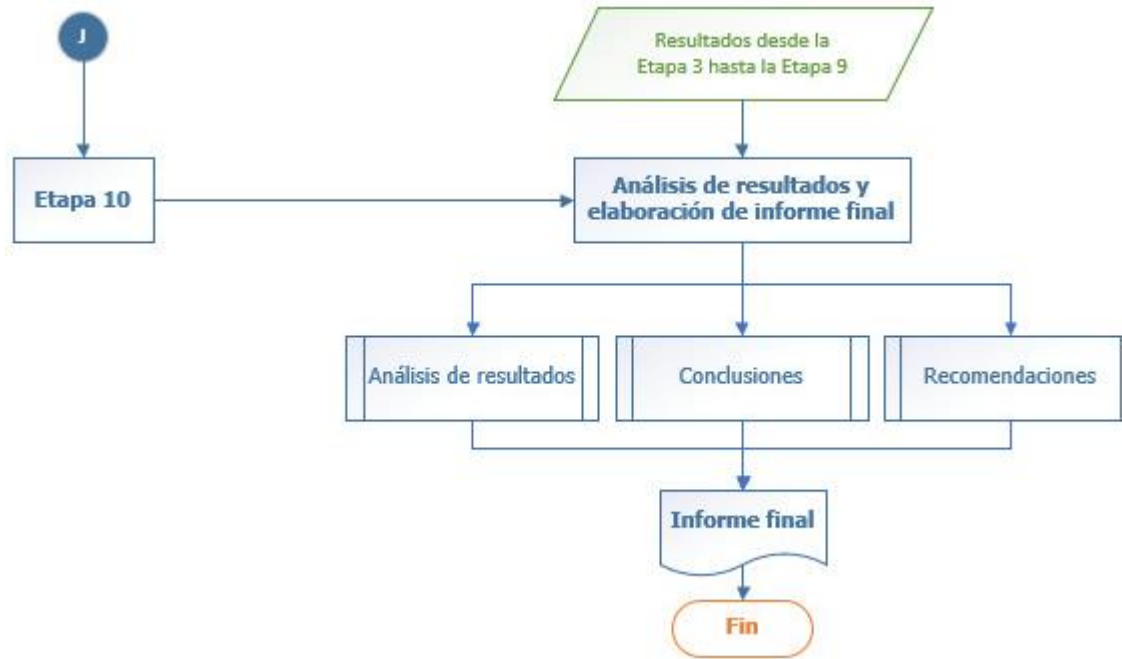 J
Resultados desde la
Etapa 3 hasta la Etapa 9
Etapa 10
Análisis de resultados y
elaboración de informe final
Análisis de resultados
Conclusiones
Recomendaciones
Informe final
Fin